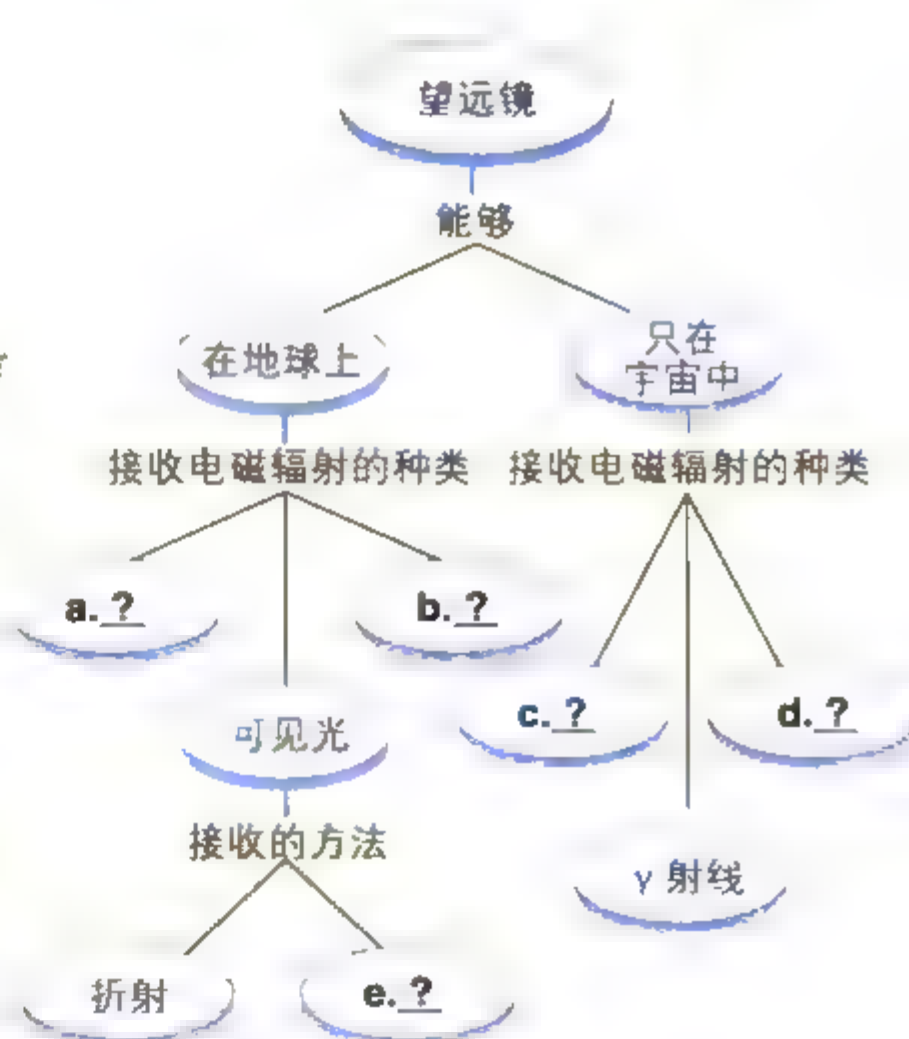 望远镜
能够
在地球上
只在
宇宙中
接收电磁辐射的种类
接收电磁辐射的种类
a. ?
b. ?
c. ?
d. ?
可见光
接收的方法
γ 射线
折射
e. ?